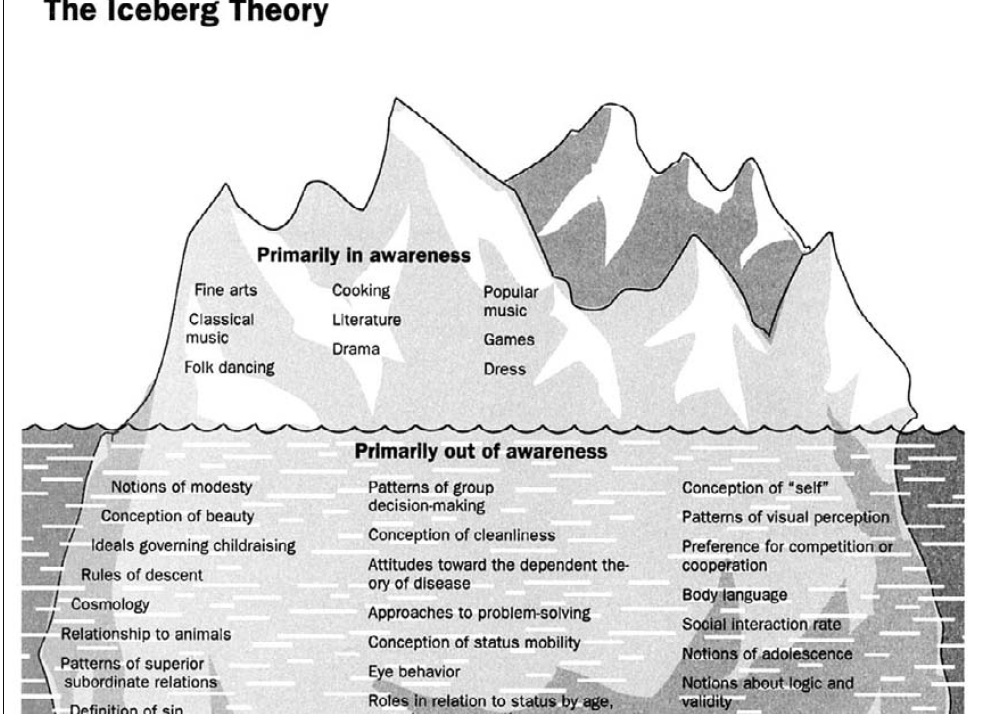 The Iceberg Theory
Primarily in awareness
Fine arts
Classical
music
Folk dancing
Cooking
Literature
Drama
Popular
music
Games
Dress
Primarily out of awareness
Notions of modesty
Conception of beauty
Ideals governing childraising
Rules of descent
Cosmology
Relationship to animals
Patterns of superior
subordinate relations
Definition of sin
Patterns of group
decision-making
Conception of cleanliness
Attitudes toward the dependent the-
ory of disease
Approaches to problem-solving
Conception of status mobility
Eye behavior
Roles in relation to status by age,
Conception of “self”
Patterns of visual perception
Preference for competition or
cooperation
Body language
Social interaction rate
Notions of adolescence
Notions about logic and
validity